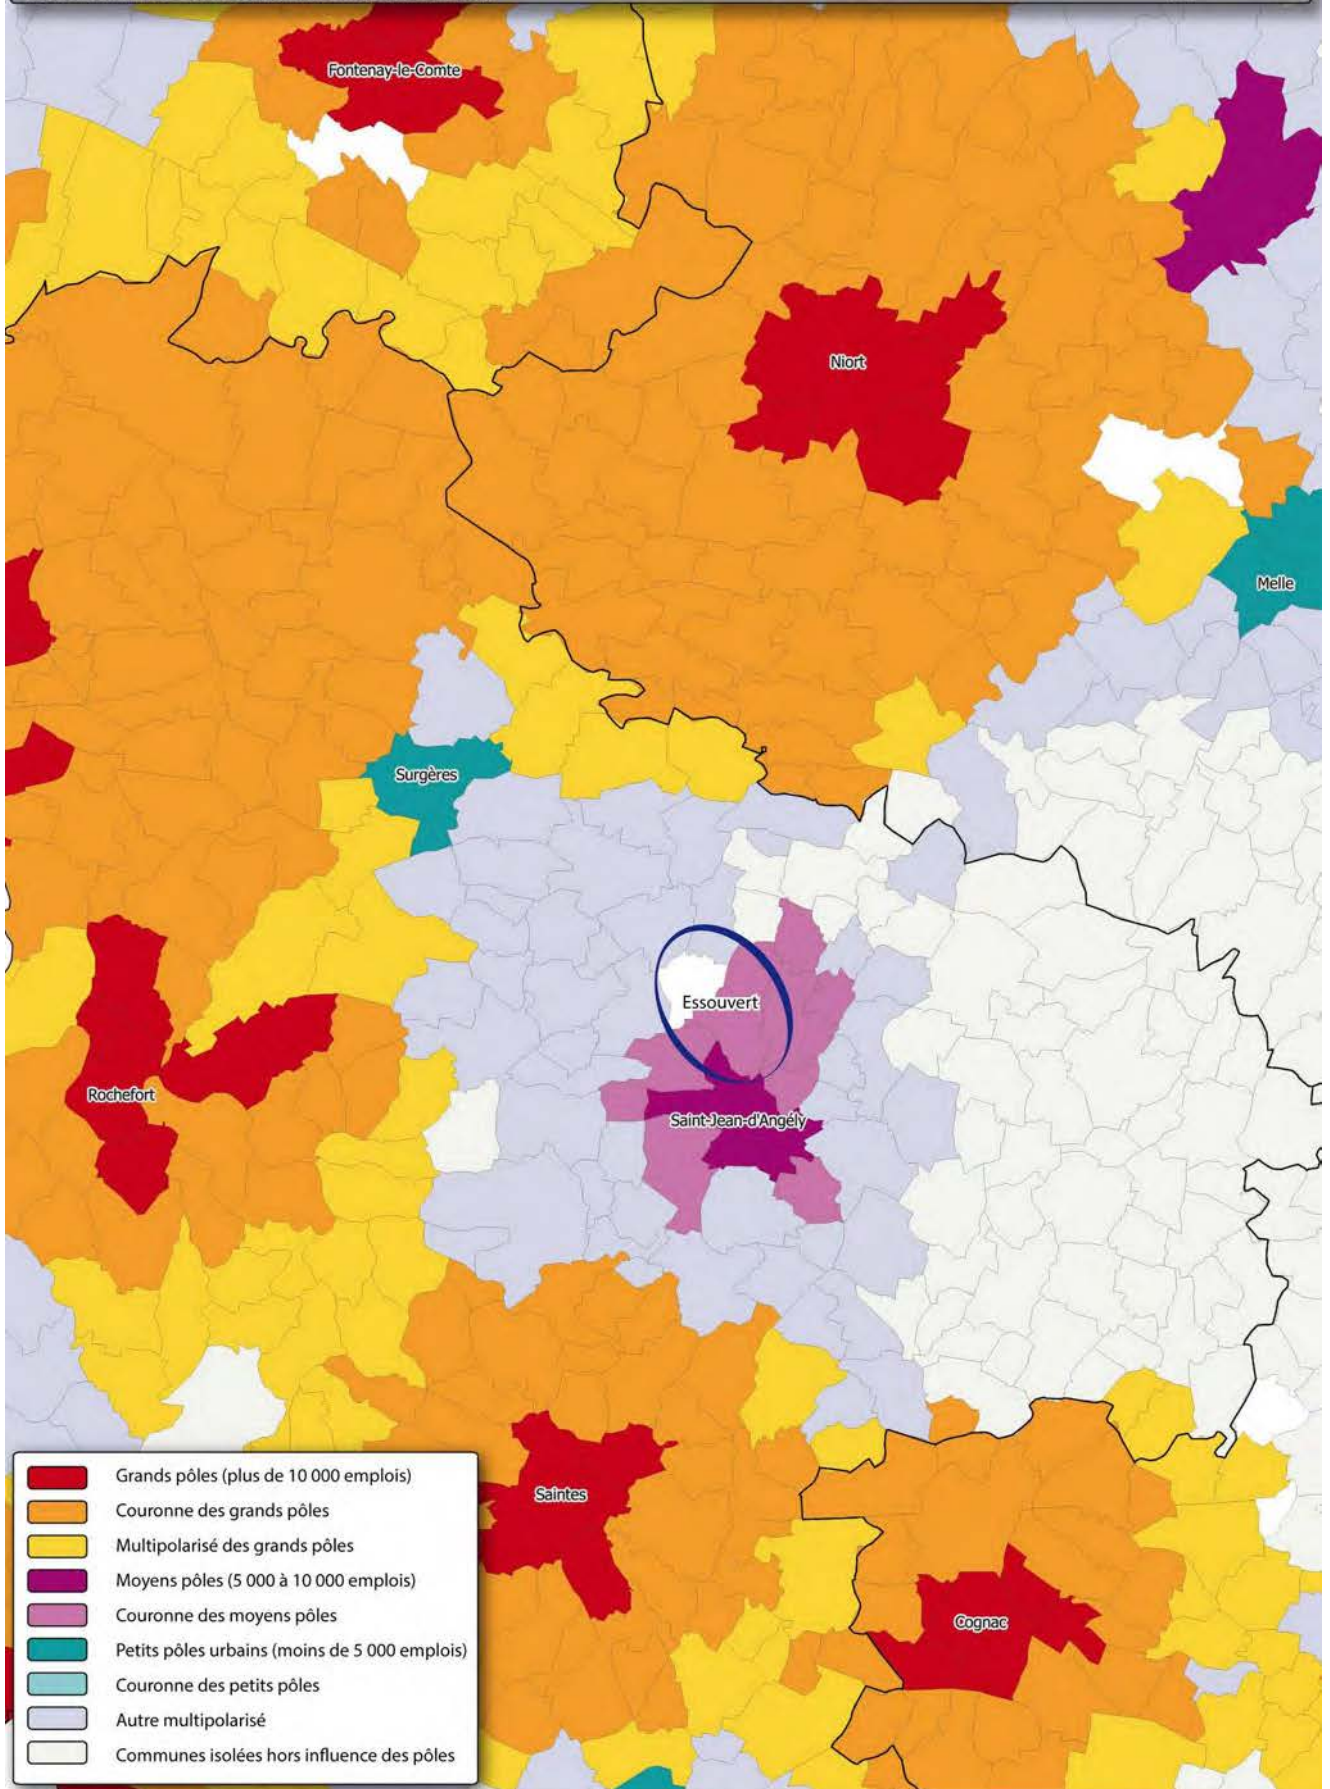 Fontenay-le-Comte
Niort
Melle
Surgères
Essouvert
Rochefort
Saint-Jean-d'Angély
Saintes
Cognac
Grands pôles (plus de 10 000 emplois)
Couronne des grands pôles
Multipolarisé des grands pôles
Moyens pôles (5 000 à 10 000 emplois)
Couronne des moyens pôles
Petits pôles urbains (moins de 5 000 emplois)
Couronne des petits pôles
Autre multipolarisé
Communes isolées hors influence des pôles